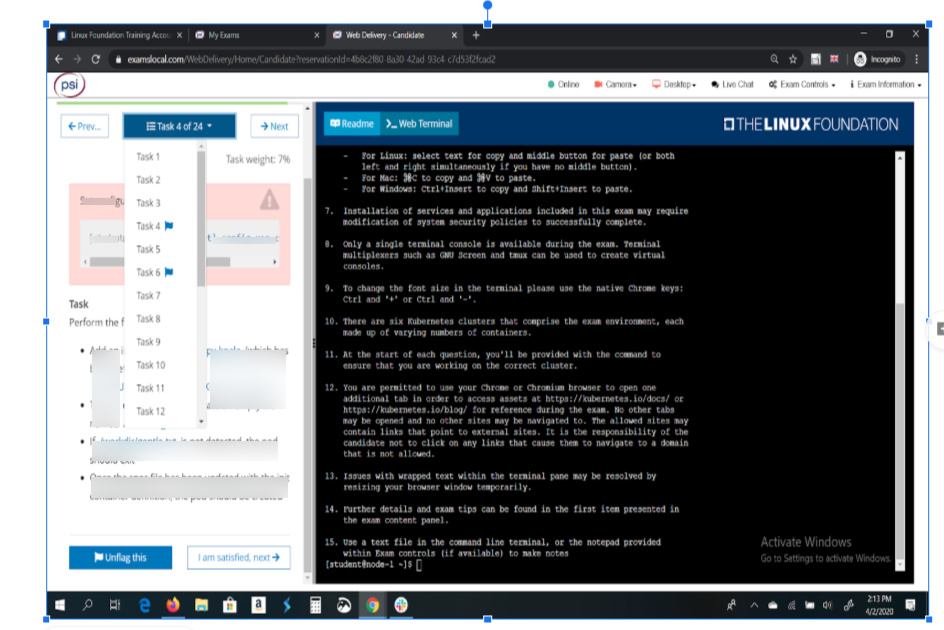 Linux Foundation Training Accou
My Exams
Web Delivery - Candidate
examslocal.com/WebDelivery/Home/Candidate?reservationId=4b8c2f80 8a30 42ad 93c4 c7d53f2fcad2
Incognito
psi
Online
Camera
Desktop
Live Chat
Exam Controls
Exam Information
Prev...
Task 4 of 24
Next
Readme
Web Terminal
THE LINUX FOUNDATION
Task weight: 7%
Task 1
Task 2
Task 3
Task 4
Task 5
Task 6
Task 7
Task 8
Task 9
Task 10
Task 11
Task 12
Task
Perform the f
should exit
Unflag this
I am satisfied, next
- For Linux: select text for copy and middle button for paste (or both
left and right simultaneously if you have no middle button).
- For Mac: ⌘C to copy and ⌘V to paste.
- For Windows: Ctrl+Insert to copy and Shift+Insert to paste.
7. Installation of services and applications included in this exam may require
modification of system security policies to successfully complete.
8. Only a single terminal console is available during the exam. Terminal
multiplexers such as GNU Screen and tmux can be used to create virtual
consoles.
9. To change the font size in the terminal please use the native Chrome keys:
Ctrl and '+' or Ctrl and '-'.
10. There are six Kubernetes clusters that comprise the exam environment, each
made up of varying numbers of containers.
11. At the start of each question, you'll be provided with the command to
ensure that you are working on the correct cluster.
12. You are permitted to use your Chrome or Chromium browser to open one
additional tab in order to access assets at https://kubernetes.io/docs/ or
https://kubernetes.io/blog/ for reference during the exam. No other tabs
may be opened and no other sites may be navigated to. The allowed sites may
contain links that point to external sites. It is the responsibility of the
candidate not to click on any links that cause them to navigate to a domain
that is not allowed.
13. Issues with wrapped text within the terminal pane may be resolved by
resizing your browser window temporarily.
14. Further details and exam tips can be found in the first item presented in
the exam content panel.
15. Use a text file in the command line terminal, or the notepad provided
within Exam controls (if available) to make notes
[student@node-1 ~]$
Activate Windows
Go to Settings to activate Windows.
2:13 PM
4/2/2020